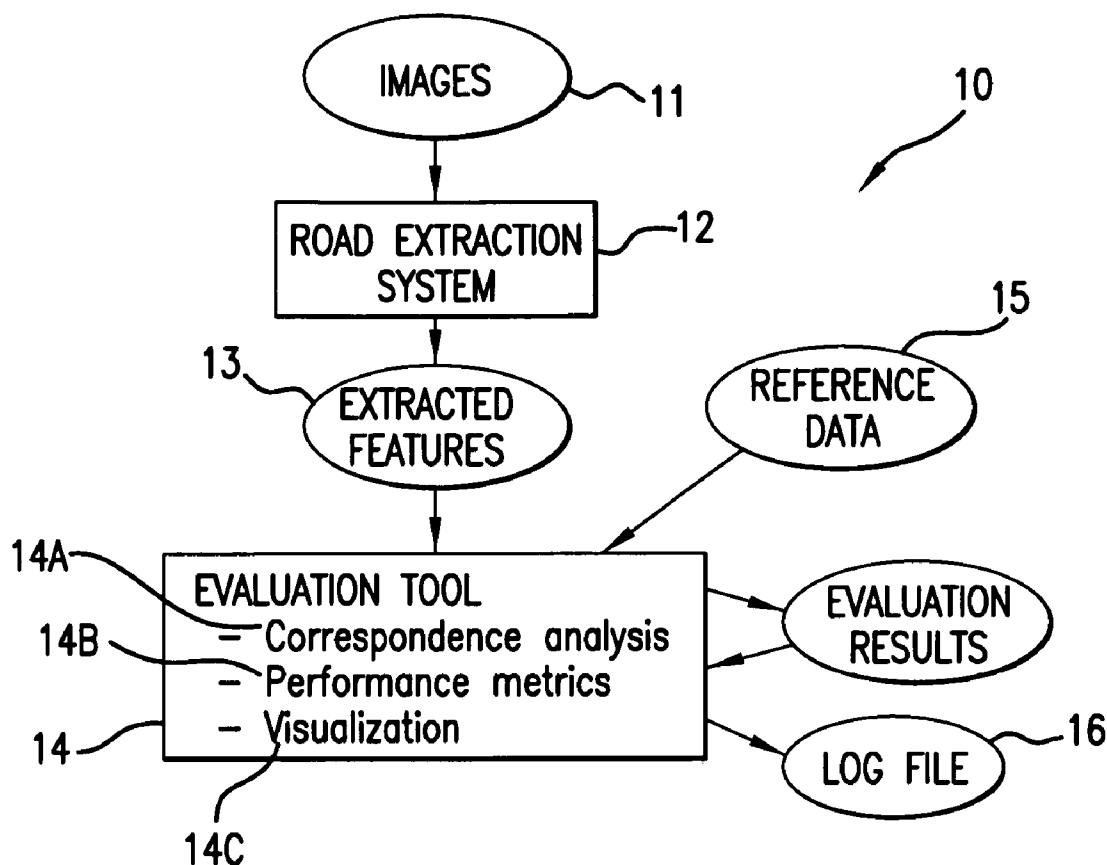 IMAGES
11
10
ROAD EXTRACTION
SYSTEM
12
15
13
EXTRACTED
FEATURES
REFERENCE
DATA
14A
EVALUATION TOOL
- Correspondence analysis
14B
- Performance metrics
- Visualization
14
14C
EVALUATION
RESULTS
LOG FILE
16